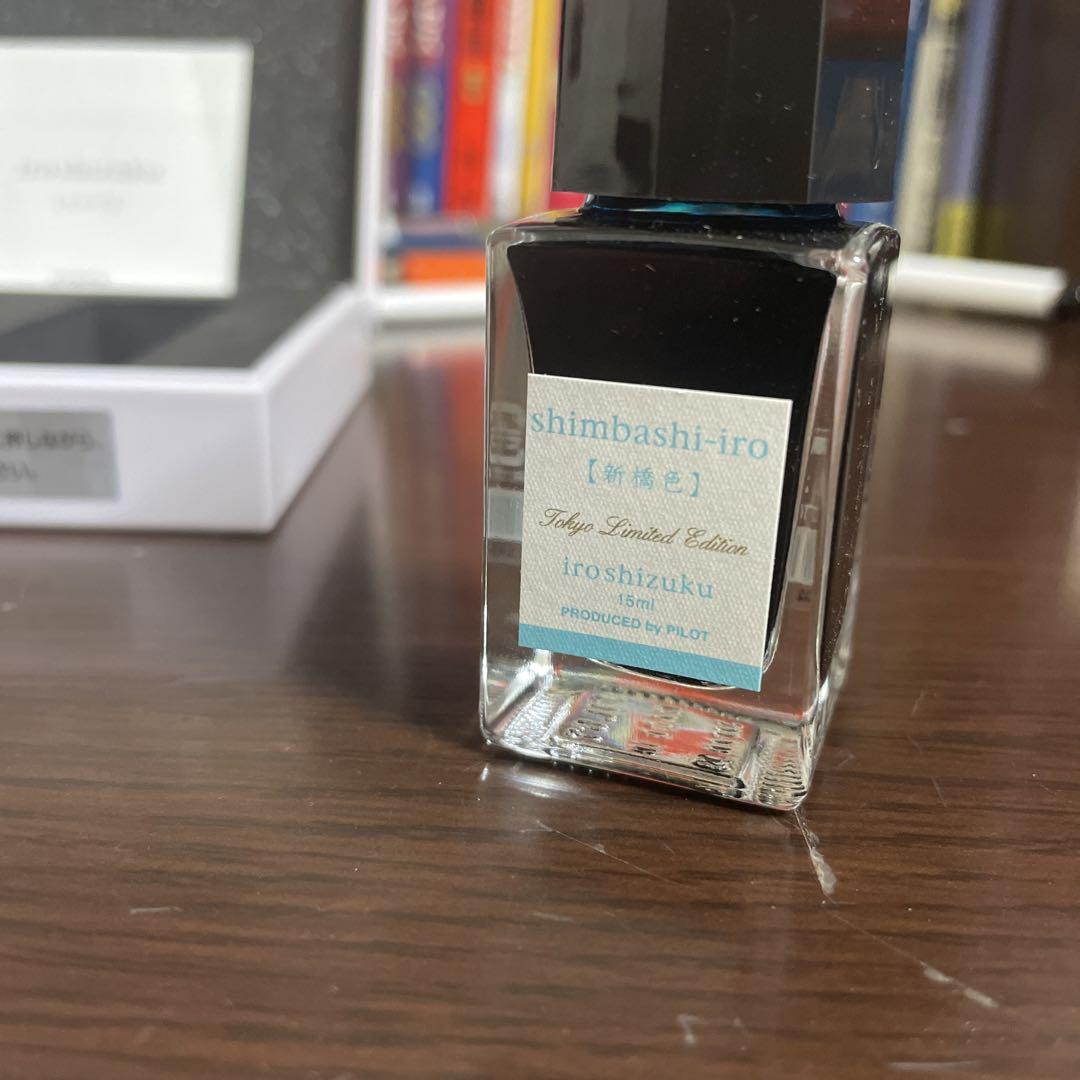 shimbashi-iro
【新橋色】
Tokyo Limited Edition
iroshizuku
15ml
PRODUCED by PILOT